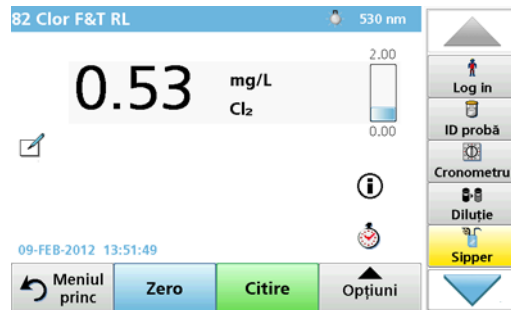 82 Clor F&T RL
530 nm
2.00
0.53 mg/L
Cl₂
0.00
09-FEB-2012 13:51:49
Meniul princ
Zero
Citire
Opțiuni
Log in
ID probă
Cronometru
Diluție
Sipper